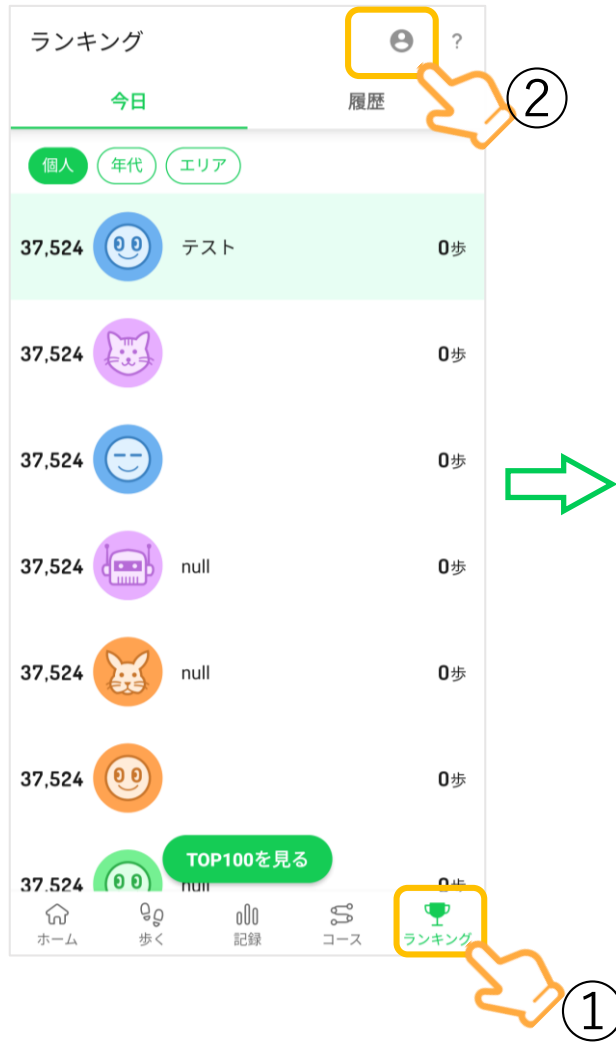 ランキング ?
②
今日 履歴
個人 年代 エリア
37,524 テスト 0歩
37,524 0歩
37,524 0歩
37,524 null 0歩
37,524 null 0歩
37,524 0歩
TOP100を見る
37,524 null 0歩
ホーム 歩く 記録 コース ランキング
①